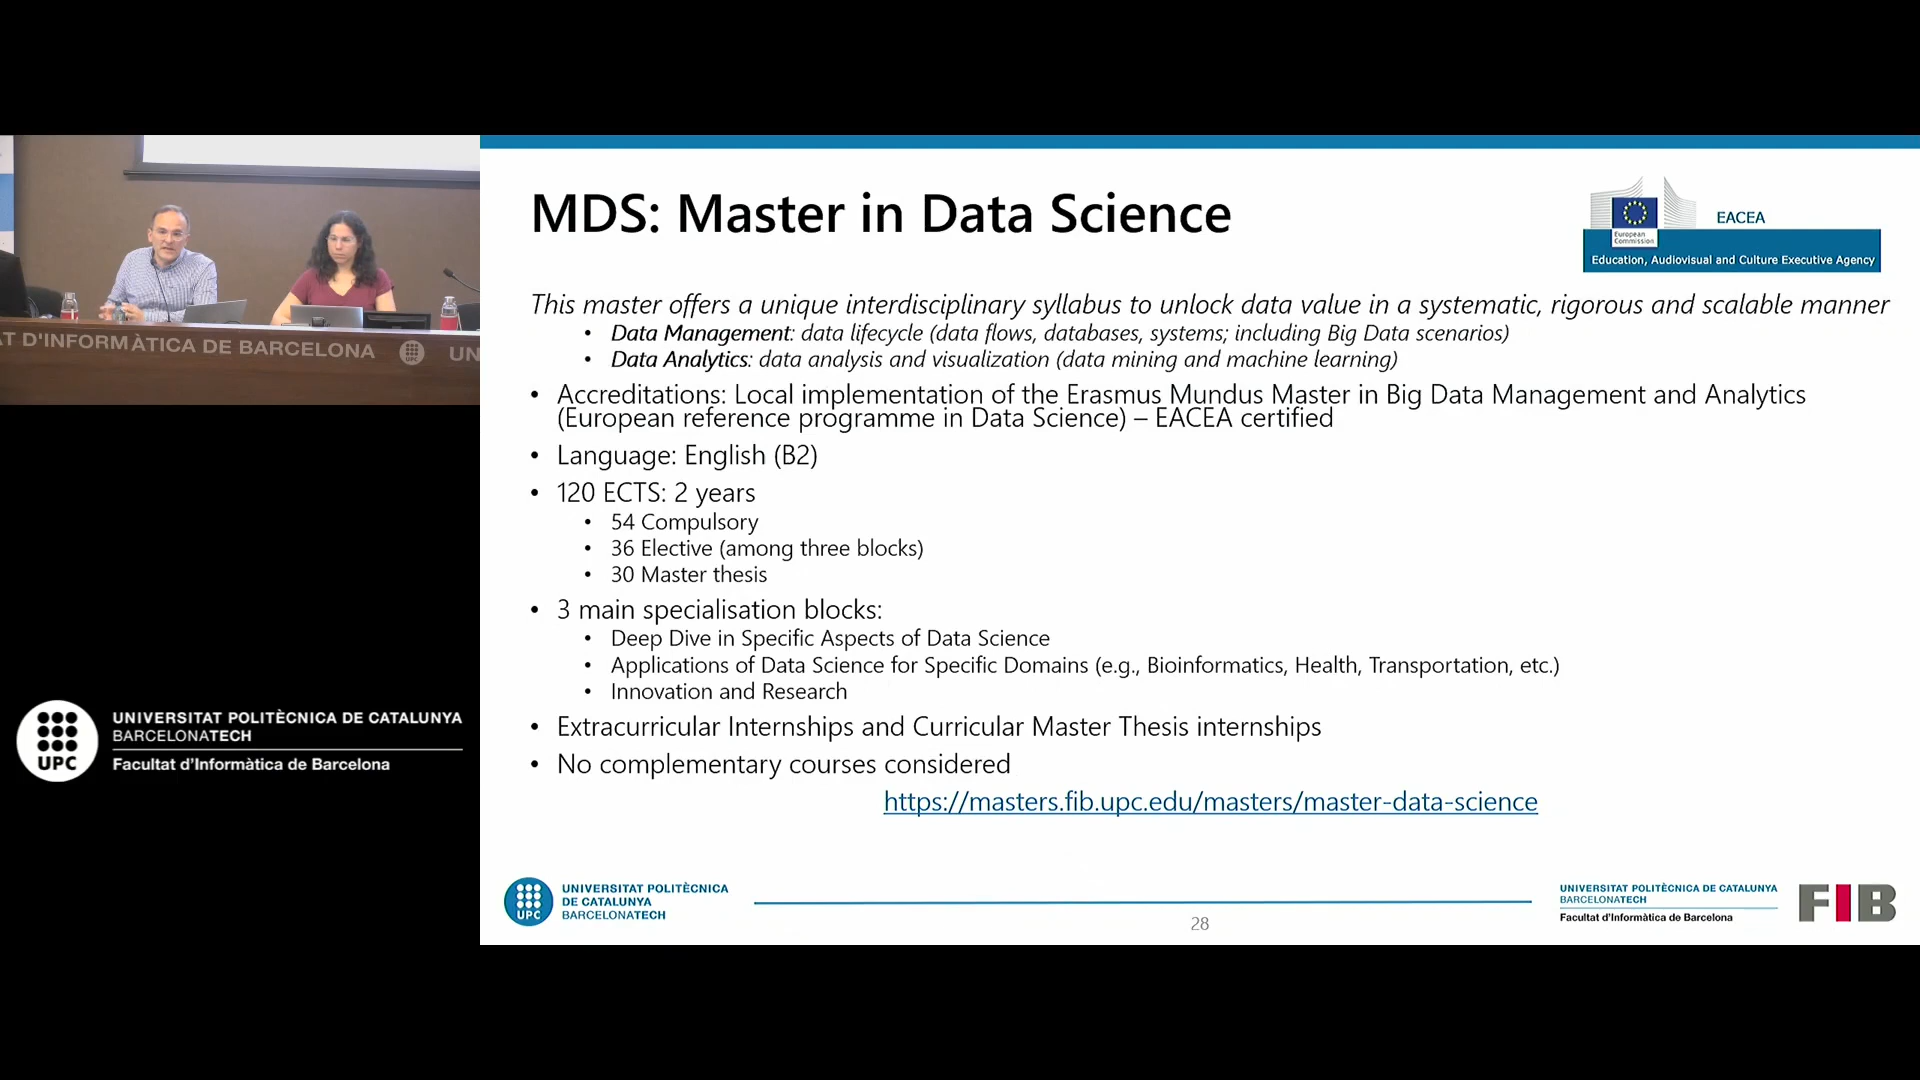 MDS: Master in Data Science
European
Commission
EACEA
Education, Audiovisual and Culture Executive Agency
This master offers a unique interdisciplinary syllabus to unlock data value in a systematic, rigorous and scalable manner
• Data Management: data lifecycle (data flows, databases, systems; including Big Data scenarios)
• Data Analytics: data analysis and visualization (data mining and machine learning)
• Accreditations: Local implementation of the Erasmus Mundus Master in Big Data Management and Analytics
(European reference programme in Data Science) – EACEA certified
• Language: English (B2)
• 120 ECTS: 2 years
• 54 Compulsory
• 36 Elective (among three blocks)
• 30 Master thesis
• 3 main specialisation blocks:
• Deep Dive in Specific Aspects of Data Science
• Applications of Data Science for Specific Domains (e.g., Bioinformatics, Health, Transportation, etc.)
• Innovation and Research
• Extracurricular Internships and Curricular Master Thesis internships
• No complementary courses considered
https://masters.fib.upc.edu/masters/master-data-science
UPC
UNIVERSITAT POLITÈCNICA
DE CATALUNYA
BARCELONATECH
28
UNIVERSITAT POLITÈCNICA DE CATALUNYA
BARCELONATECH
Facultat d'Informàtica de Barcelona
FIB
AT D'INFORMÀTICA DE BARCELONA
UPC
UN
UPC
UNIVERSITAT POLITÈCNICA DE CATALUNYA
BARCELONATECH
Facultat d'Informàtica de Barcelona